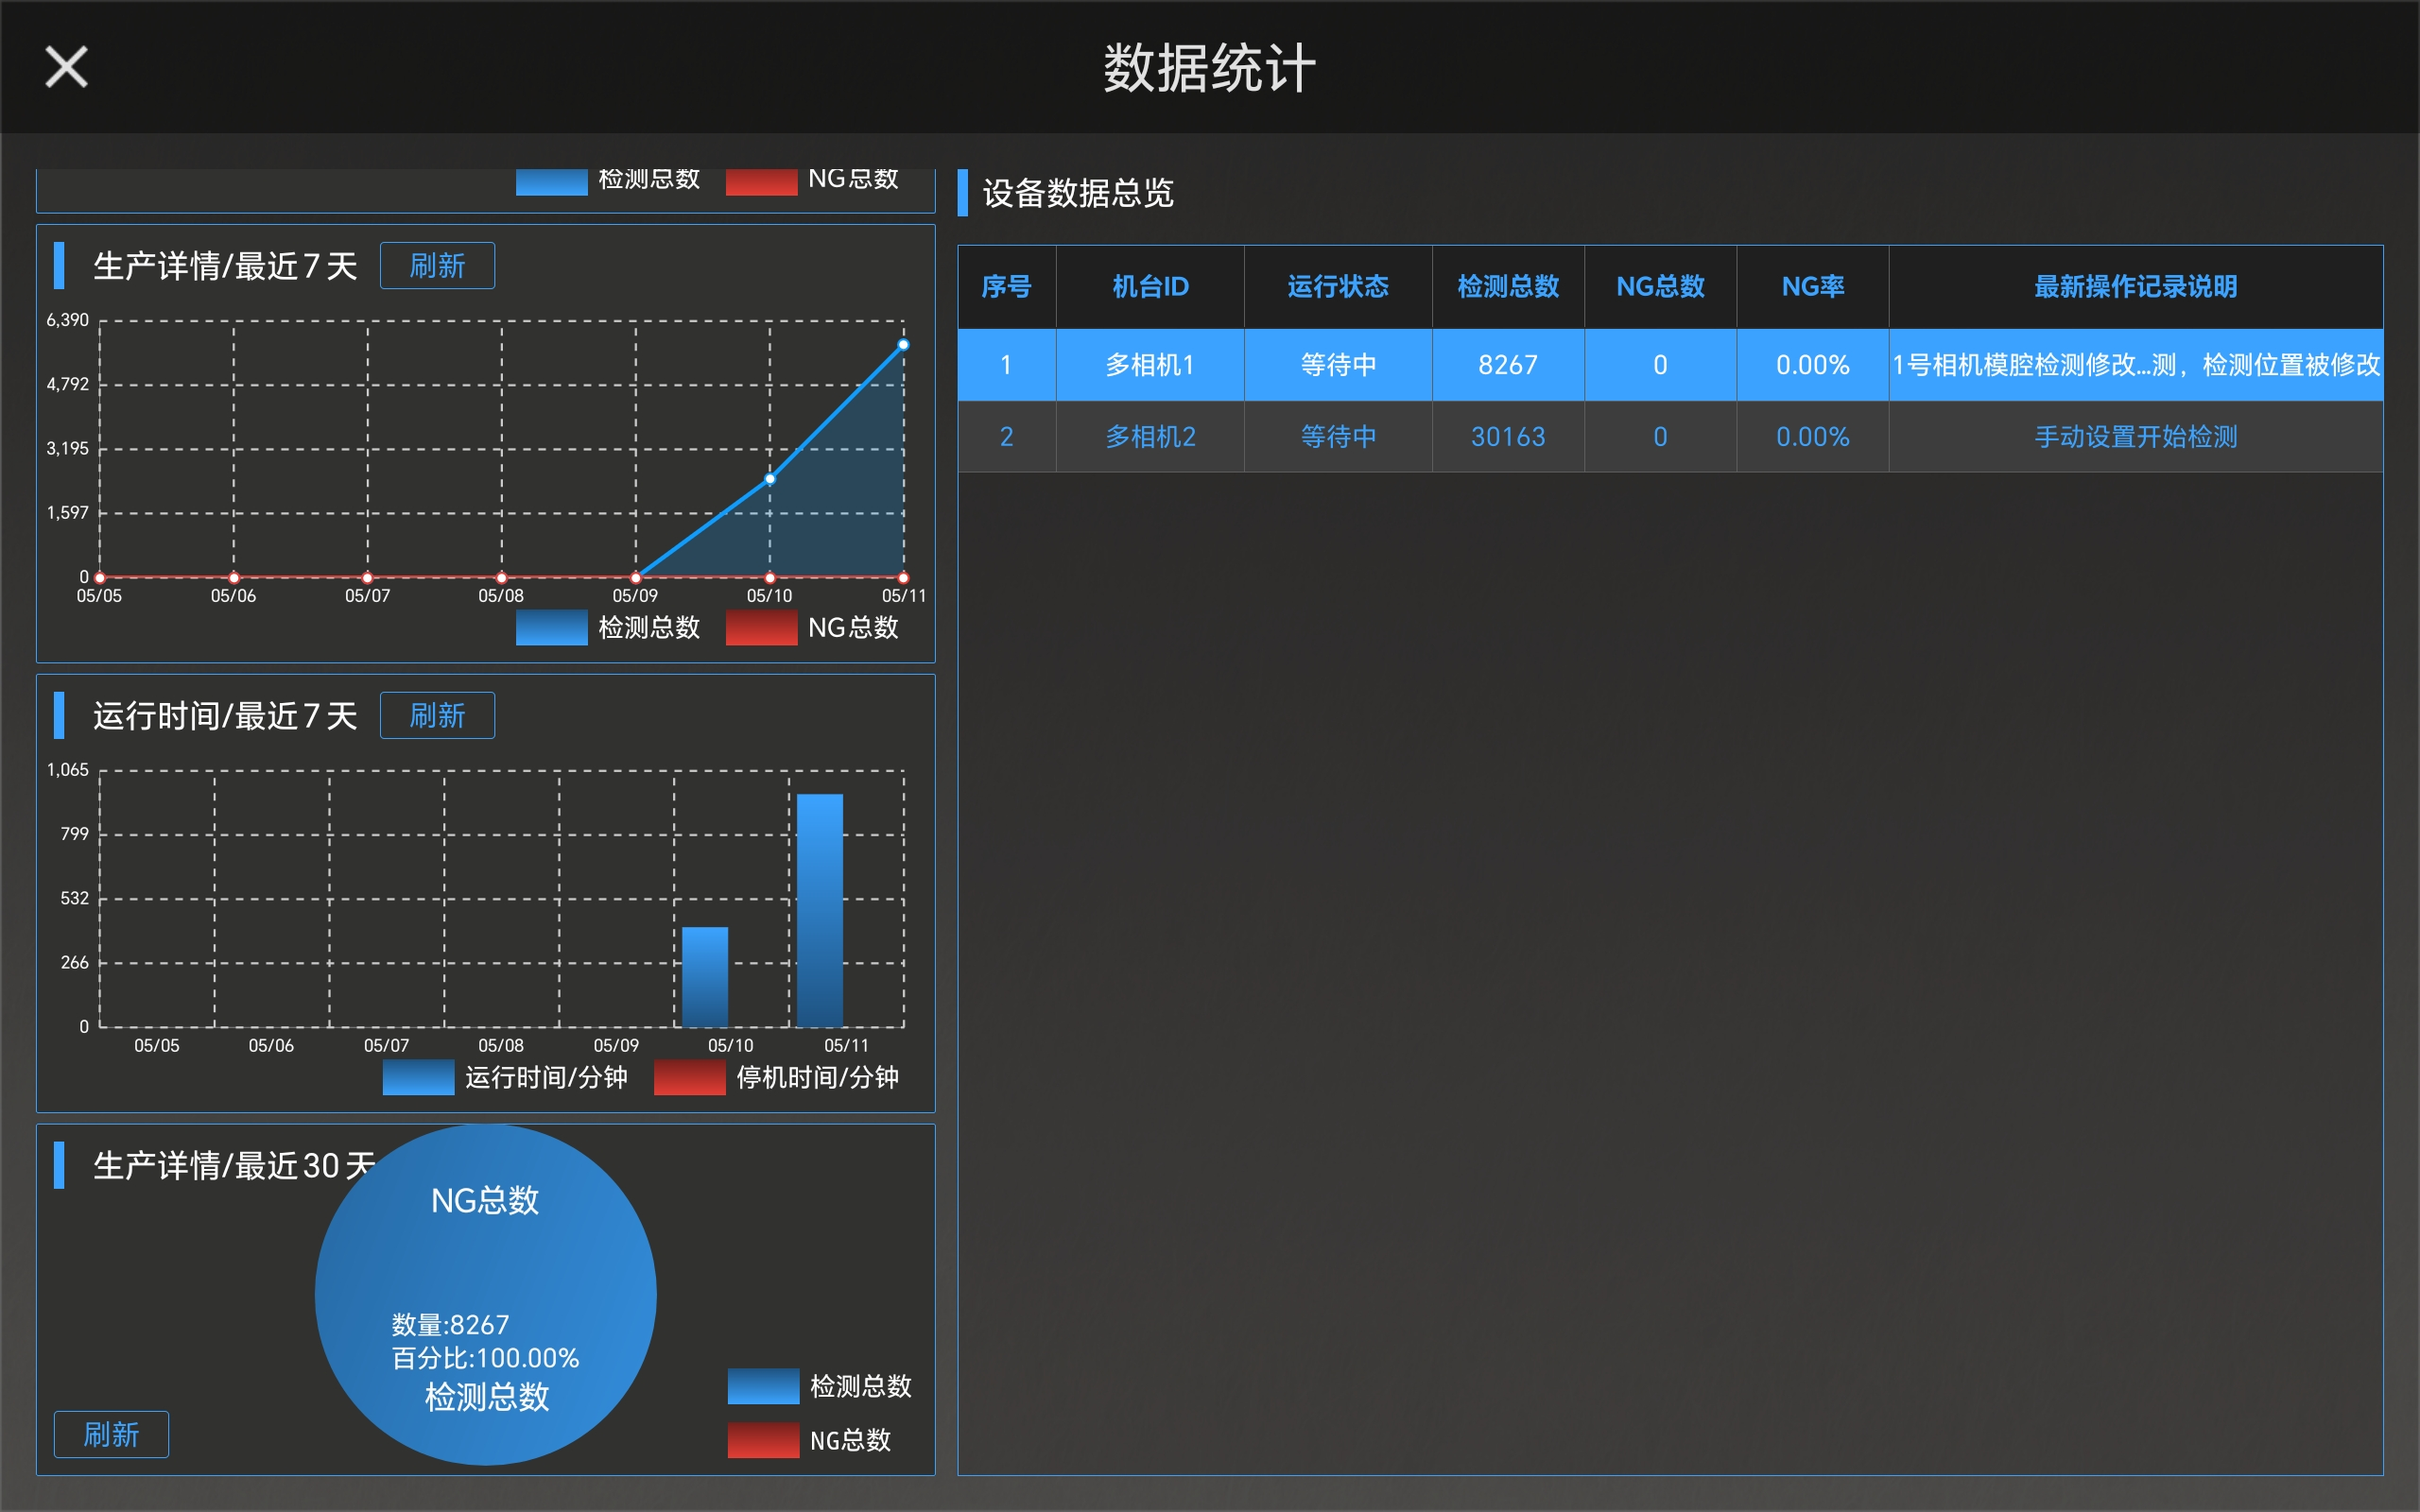 数据统计
检测总数 NG总数
生产详情/最近7天 刷新
6,390
4,792
3,195
1,597
0
05/05 05/06 05/07 05/08 05/09 05/10 05/11
检测总数 NG总数
运行时间/最近7天 刷新
1,065
799
532
266
0
05/05 05/06 05/07 05/08 05/09 05/10 05/11
运行时间/分钟 停机时间/分钟
生产详情/最近30天
NG总数
数量:8267
百分比:100.00%
检测总数
检测总数
NG总数
刷新
设备数据总览
序号 机台ID 运行状态 检测总数 NG总数 NG率 最新操作记录说明
1 多相机1 等待中 8267 0 0.00% 1号相机模腔检测修改...测，检测位置被修改
2 多相机2 等待中 30163 0 0.00% 手动设置开始检测